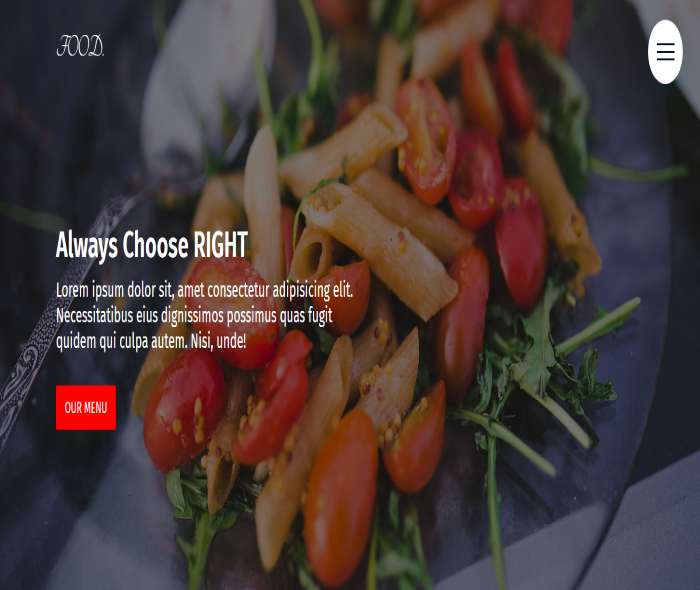 FOOD.
Always Choose RIGHT
Lorem ipsum dolor sit, amet consectetur adipisicing elit.
Necessitatibus eius dignissimos possimus quas fugit
quidem qui culpa autem. Nisi, unde!
OUR MENU